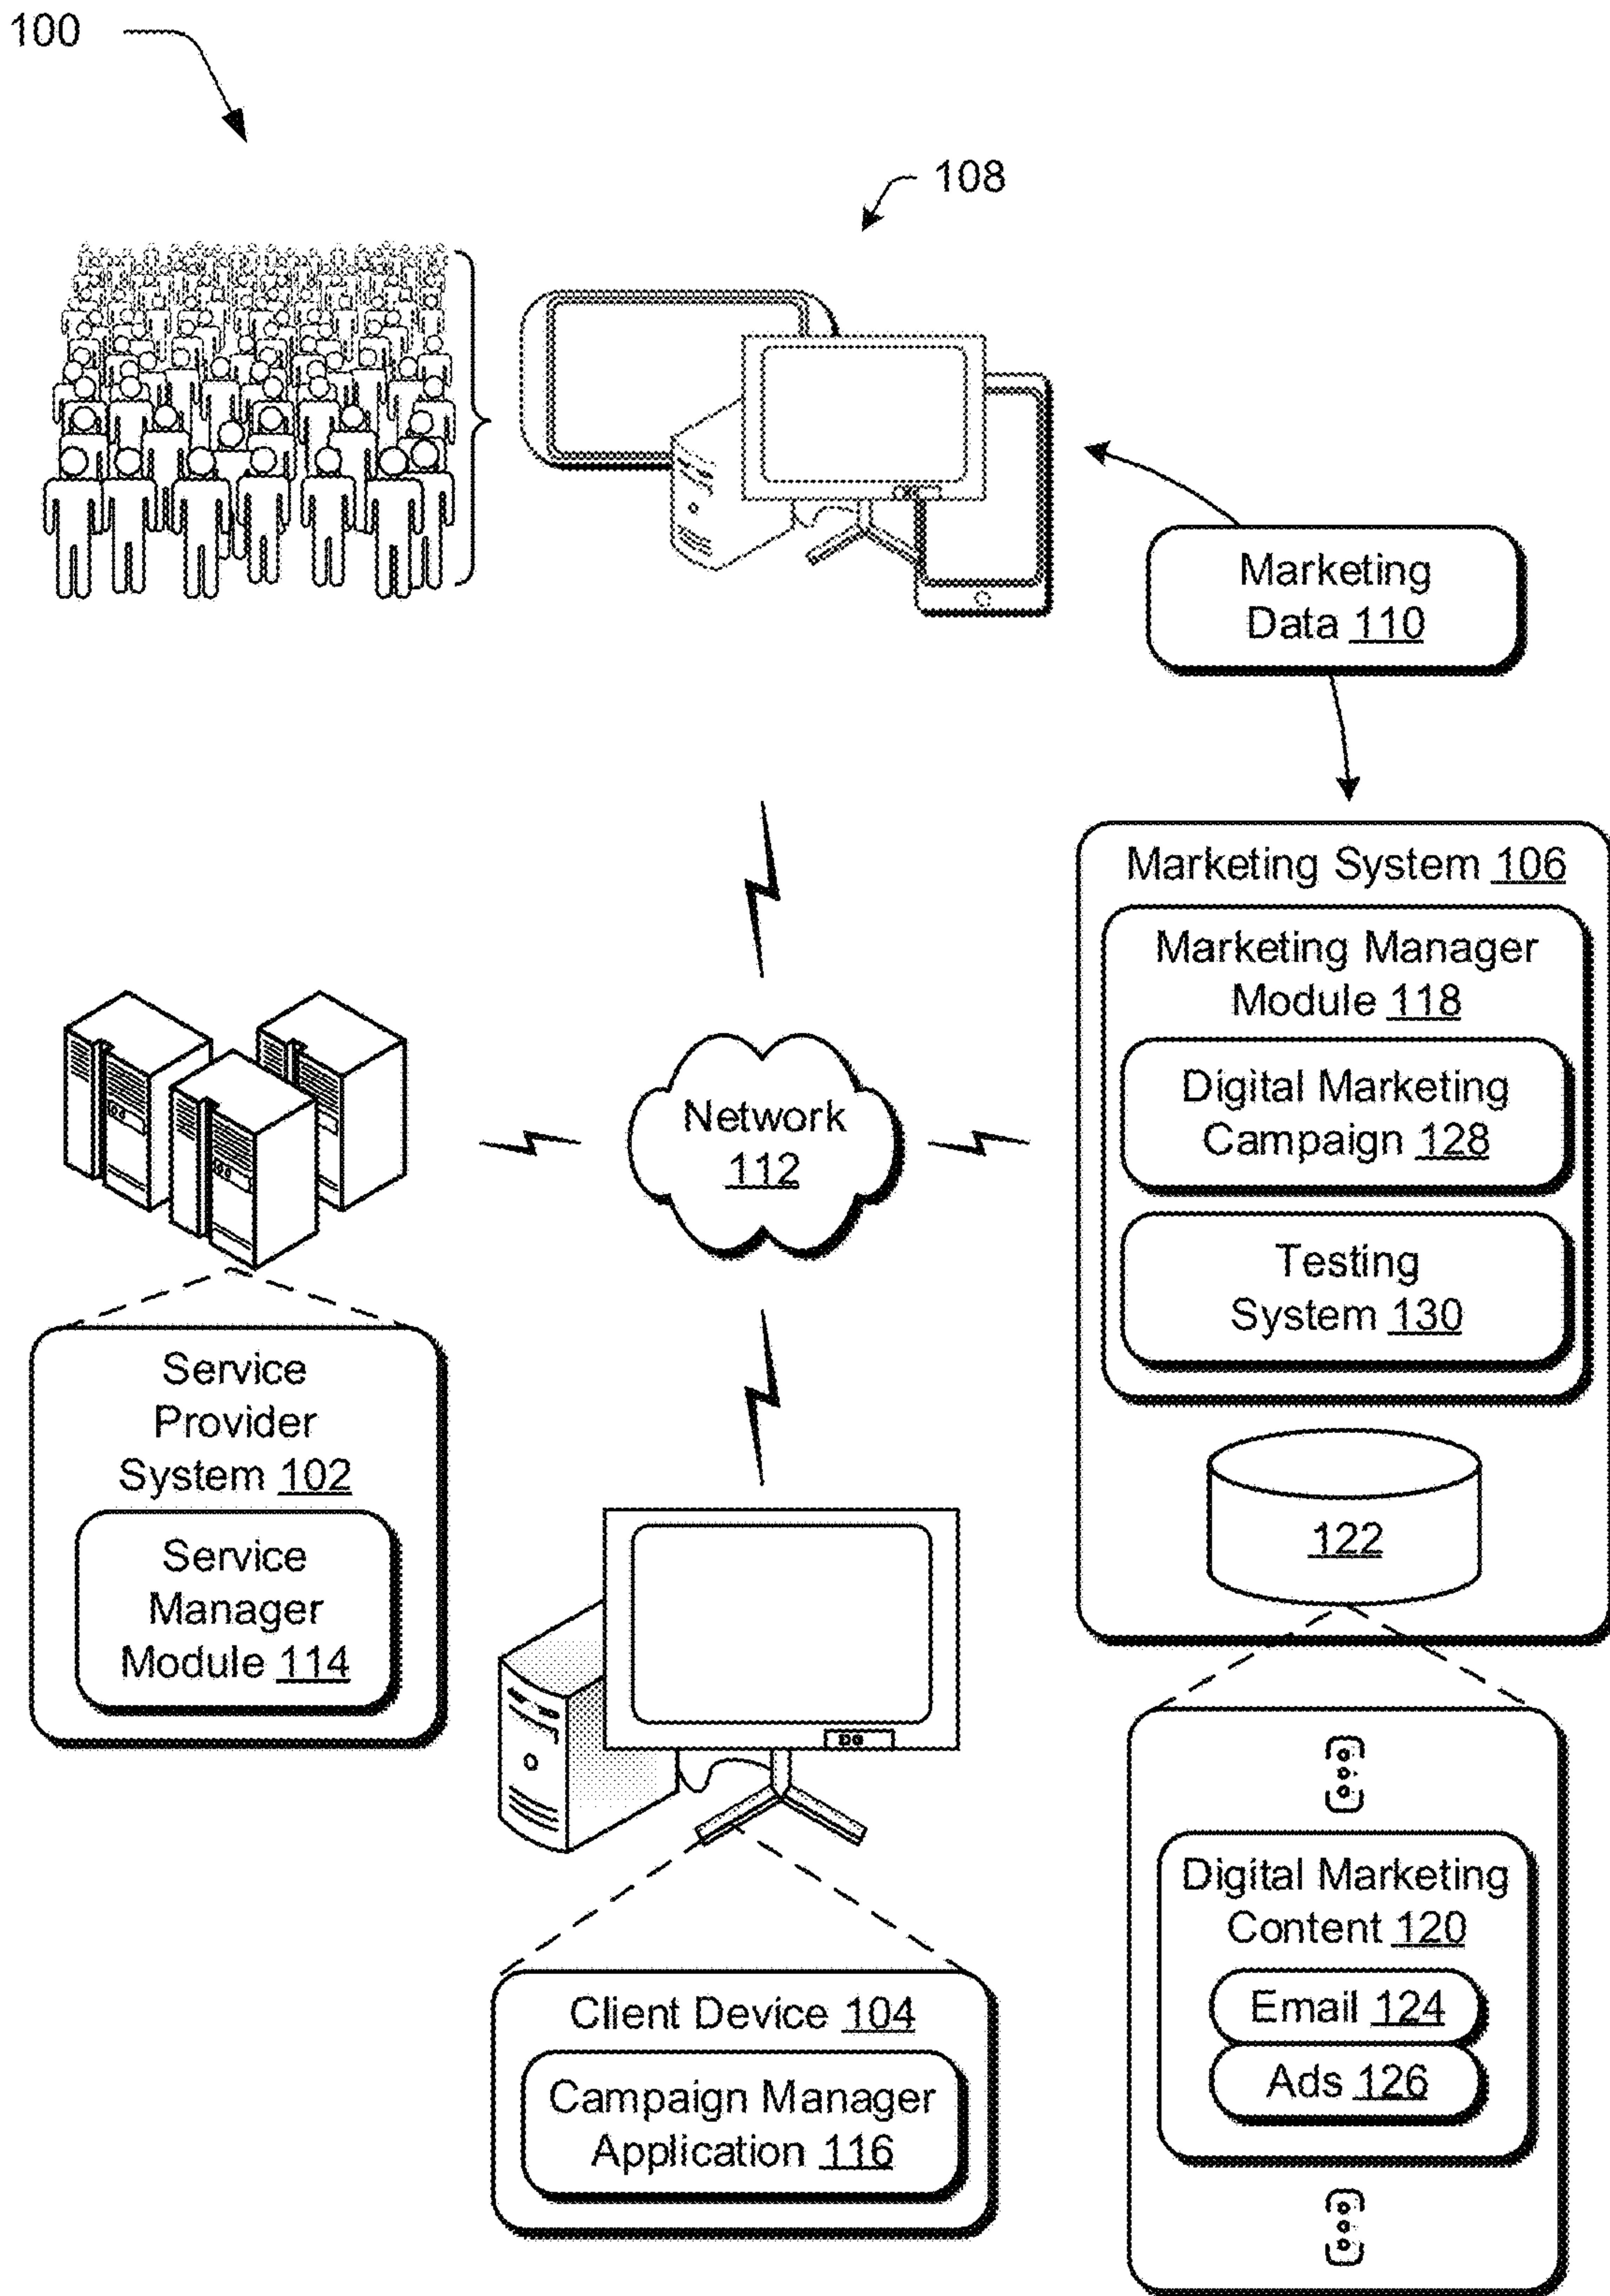 100
108
Marketing
Data 110
Marketing System 106
Marketing Manager
Module 118
Digital Marketing
Campaign 128
Testing
System 130
122
Network
112
Service
Provider
System 102
Service
Manager
Module 114
Client Device 104
Campaign Manager
Application 116
Digital Marketing
Content 120
Email 124
Ads 126